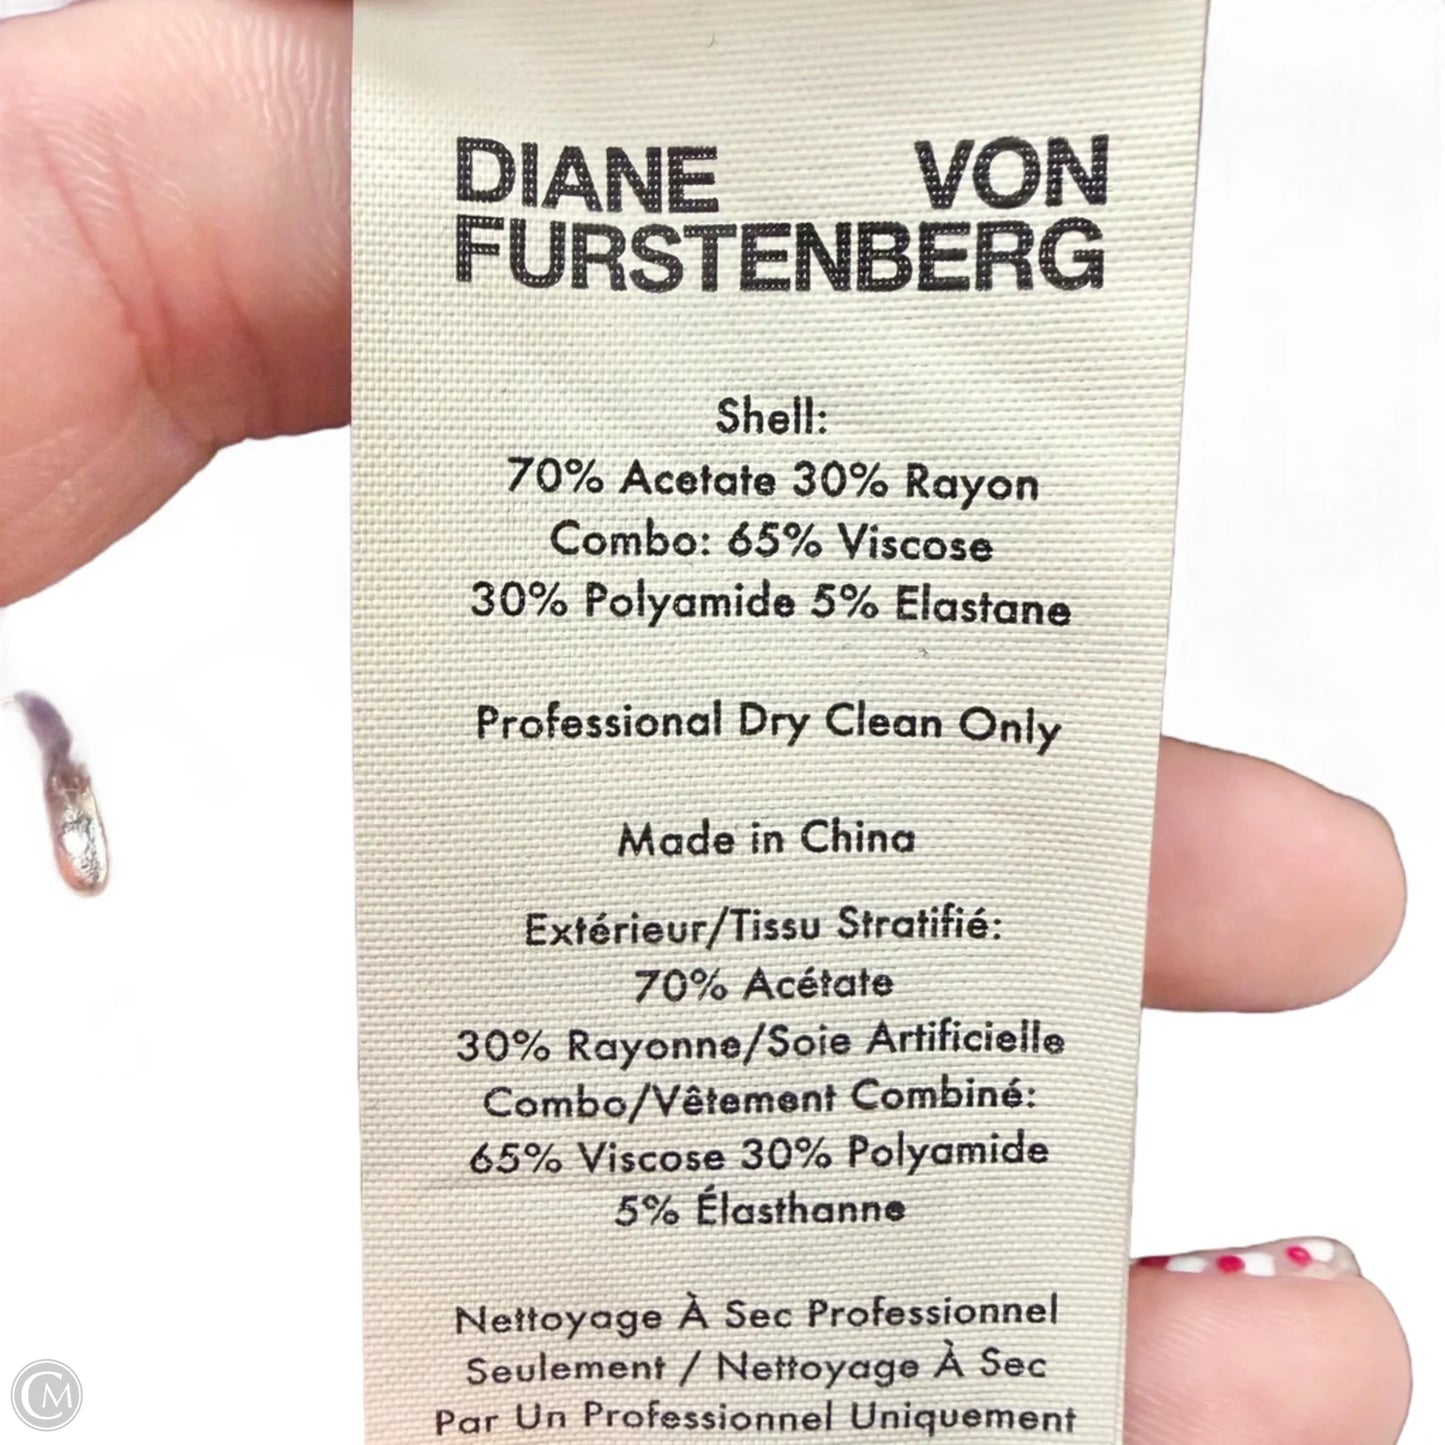 DIANE VON
FURSTENBERG
Shell:
70% Acetate 30% Rayon
Combo: 65% Viscose
30% Polyamide 5% Elastane
Professional Dry Clean Only
Made in China
Extérieur/Tissu Stratifié:
70% Acétate
30% Rayonne/Soie Artificielle
Combo/Vêtement Combiné:
65% Viscose 30% Polyamide
5% Élasthanne
Nettoyage À Sec Professionnel
Seulement / Nettoyage À Sec
Par Un Professionnel Uniquement
CM